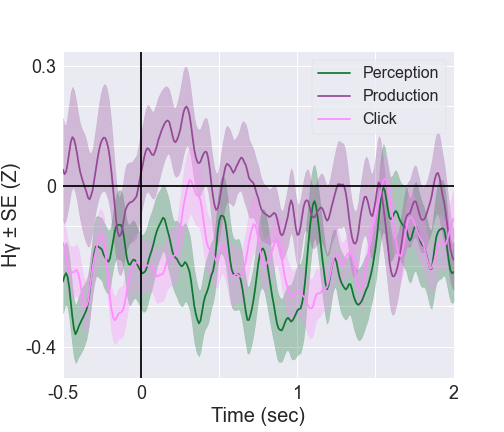 Hγ ± SE (Z)
0.3
0
-0.4
Perception
Production
Click
-0.5
0
1
2
Time (sec)